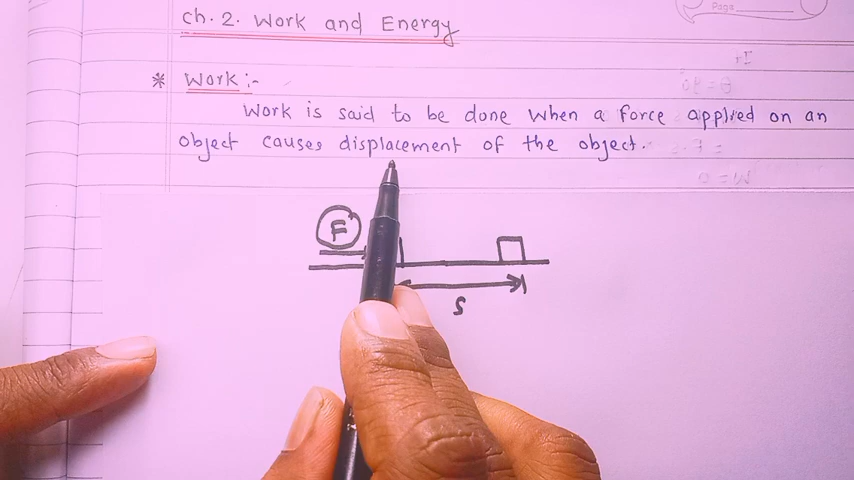 Page
Ch. 2. Work and Energy
* Work :-
Work is said to be done when a force applied on an
object causes displacement of the object.
F
S